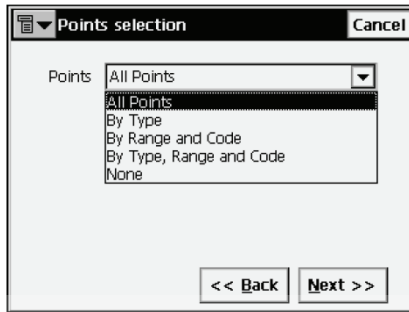 Points selection Cancel
Points All Points
All Points
By Type
By Range and Code
By Type, Range and Code
None
<< Back Next >>